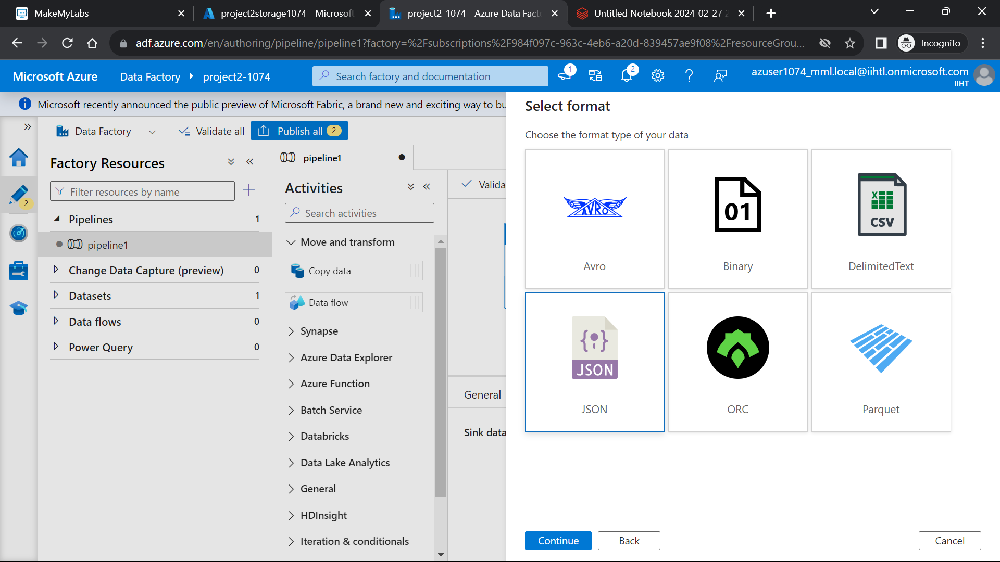 MakeMyLabs
project2storage1074 - Microsoft
project2-1074 - Azure Data Facto
Untitled Notebook 2024-02-27 2
adf.azure.com/en/authoring/pipeline/pipeline1?factory=%2Fsubscriptions%2F984f097c-963c-4eb6-a20d-839457ae9f08%2FresourceGrou...
Incognito
Microsoft Azure
Data Factory
project2-1074
Search factory and documentation
1
2
azuser1074_mml.local@iihtl.onmicrosoft.com
IIHT
Microsoft recently announced the public preview of Microsoft Fabric, a brand new and exciting way to bu
Data Factory
Validate all
Publish all 2
2
Factory Resources
Filter resources by name
Pipelines 1
pipeline1
Change Data Capture (preview) 0
Datasets 1
Data flows 0
Power Query 0
pipeline1
Activities
Search activities
Move and transform
Copy data
Data flow
Synapse
Azure Data Explorer
Azure Function
Batch Service
Databricks
Data Lake Analytics
General
HDInsight
Iteration & conditionals
Valida
General
Sink data
Select format
Choose the format type of your data
AVRO
Avro
01
Binary
X
CSV
DelimitedText
JSON
JSON
ORC
Parquet
Continue
Back
Cancel